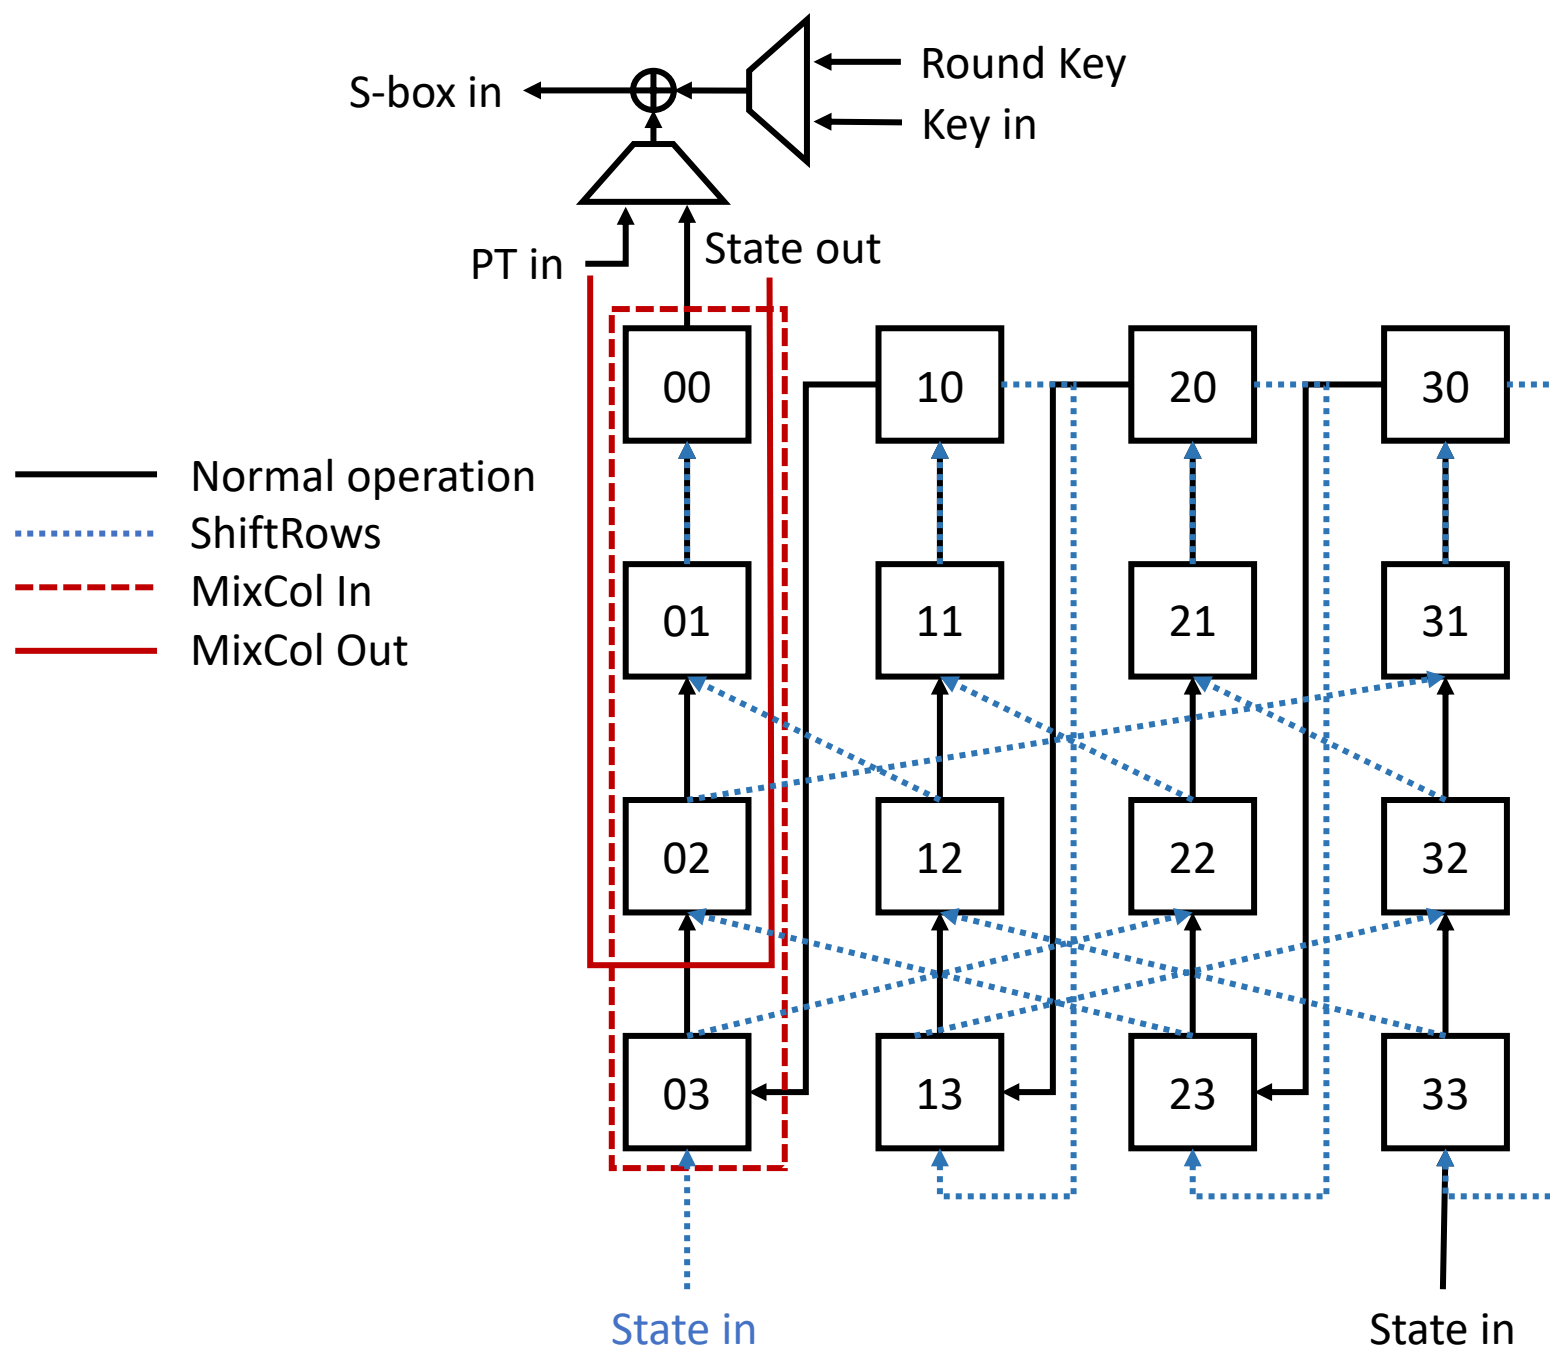 Round Key
S-box in
Key in
PT in
State out
00 10 20 30
Normal operation
ShiftRows
MixCol In
MixCol Out
01 11 21 31
02 12 22 32
03 13 23 33
State in
State in